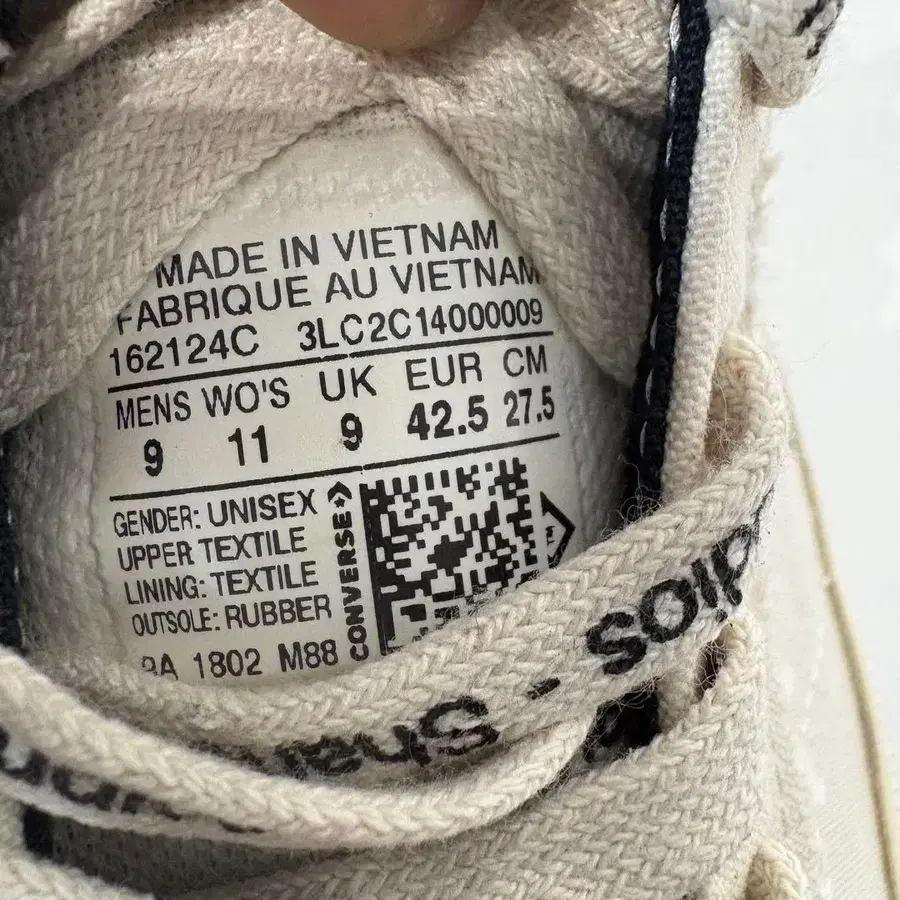 MADE IN VIETNAM
FABRIQUE AU VIETNAM
162124C 3LC2C14000009
MENS WO'S UK EUR CM
9 11 9 42.5 27.5
GENDER: UNISEX
UPPER TEXTILE
LINING: TEXTILE
OUTSOLE: RUBBER
1802 M88
CONVERSE
TM